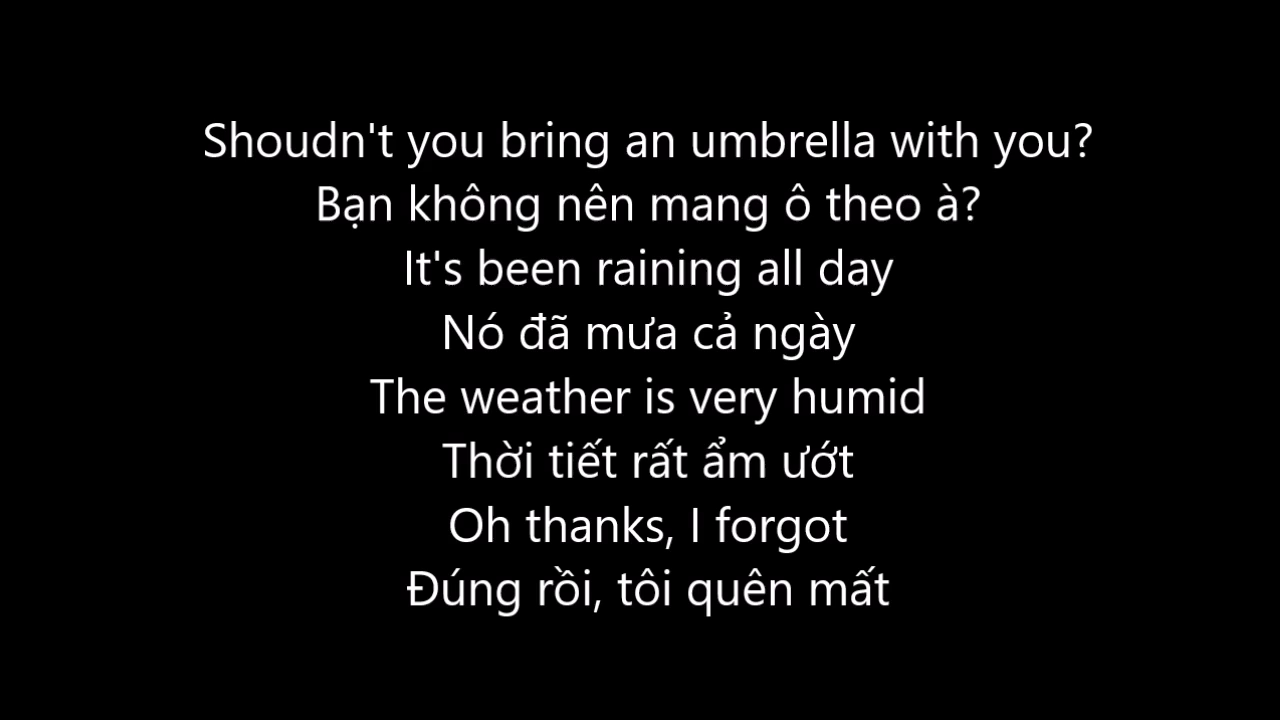 Shoudn't you bring an umbrella with you?
Bạn không nên mang ô theo à?
It's been raining all day
Nó đã mưa cả ngày
The weather is very humid
Thời tiết rất ẩm ướt
Oh thanks, I forgot
Đúng rồi, tôi quên mất